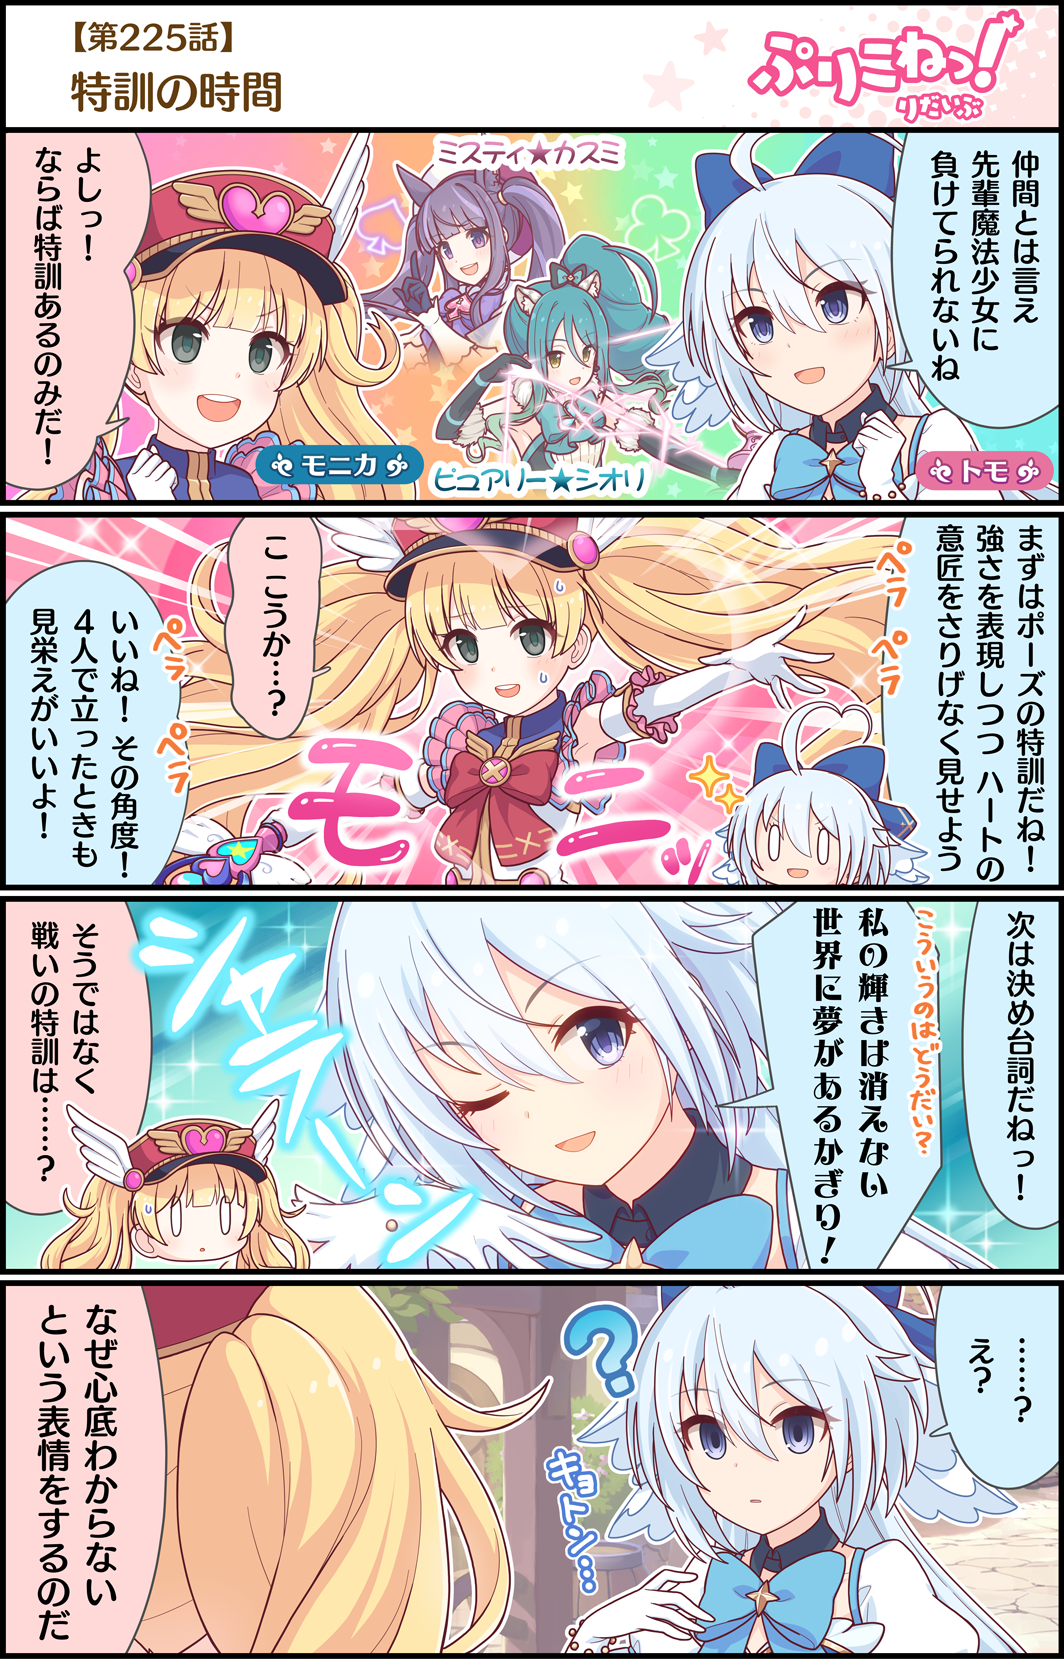 【第225話】
特訓の時間
ぷりこねっ!
りだいぶ
仲間とは言え
先輩魔法少女に
負けてられないね
ミスティ★カスミ
ピュアリー★シオリ
トモ
モニカ
よしっ!
ならば特訓あるのみだ!
まずはポーズの特訓だね!
強さを表現しつつ ハートの
意匠をさりげなく見せよう
ペラ
ペラ
こ こうか…?
モニッ
ペラ
ペラ
いいね! その角度!
4人で立ったときも
見栄えがいいよ!
次は決め台詞だねっ!
こういうのはどうだい?
私の輝きは消えない
世界に夢があるかぎり!
シャラーン
そうではなく
戦いの特訓は……?
……?
え?
?
キョトン…
なぜ心底わからない
という表情をするのだ